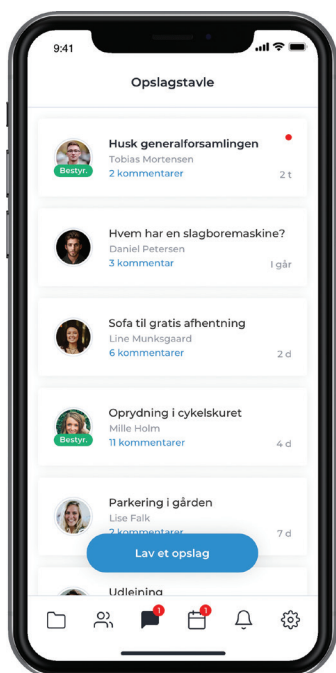 9:41
Opslagstavle
Husk generalforsamlingen
Tobias Mortensen
Bestyr.
2 kommentarer
2 t
Hvem har en slagboremaskine?
Daniel Petersen
3 kommentar
I går
Sofa til gratis afhentning
Line Munksgaard
6 kommentarer
2 d
Oprydning i cykelskuret
Mille Holm
Bestyr.
11 kommentarer
4 d
Parkering i gården
Lise Falk
2 kommentarer
7 d
Lav et opslag
Udlejning
1
1